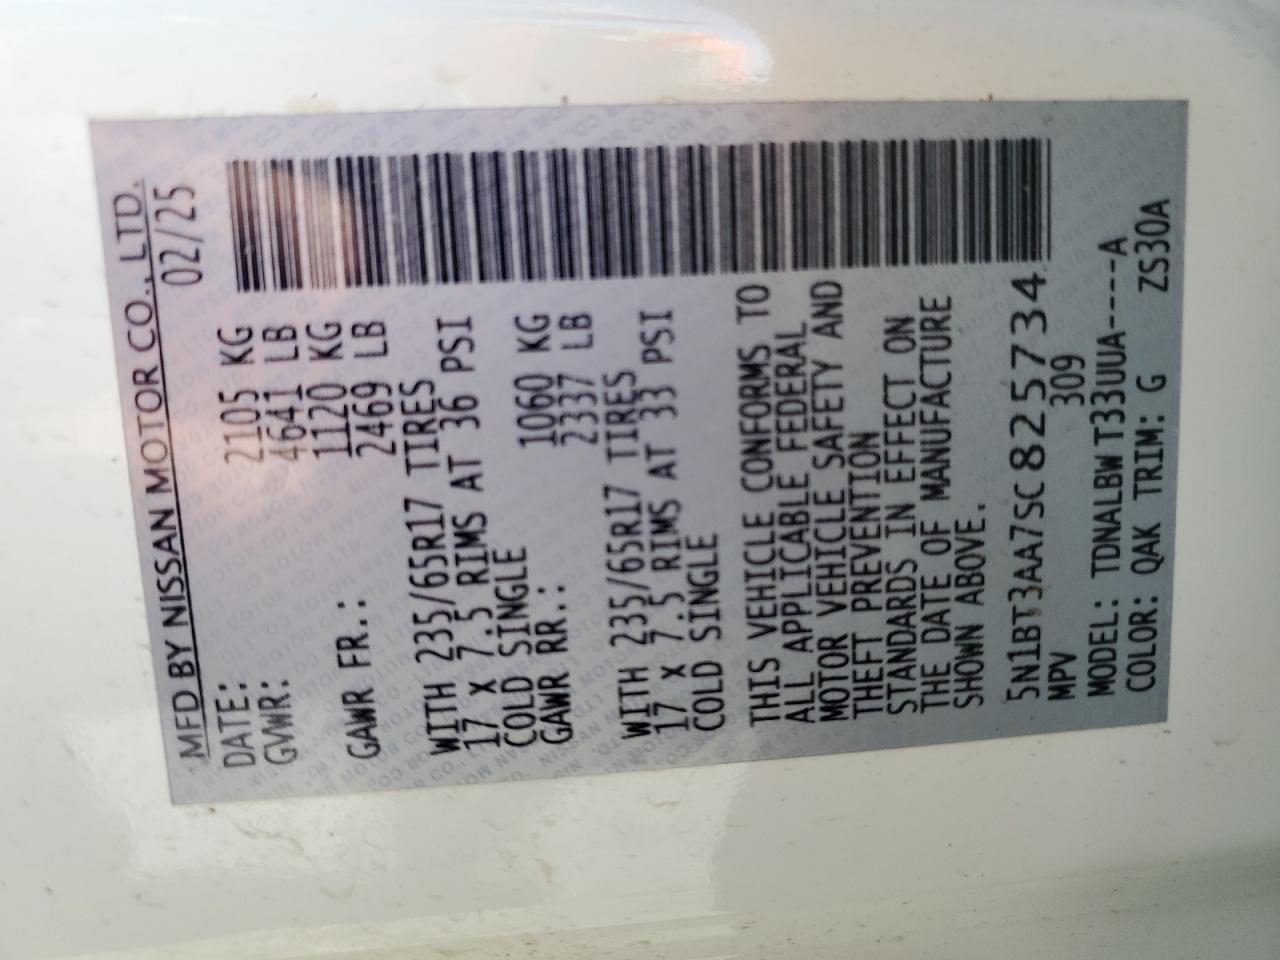 MFD BY NISSAN MOTOR CO., LTD.
DATE: 02/25
GVWR: 2105 KG
4641 LB
GAWR FR.: 1120 KG
2469 LB
WITH 235/65R17 TIRES
17 X 7.5 RIMS AT 36 PSI
COLD SINGLE
GAWR RR.: 1060 KG
2337 LB
WITH 235/65R17 TIRES
17 X 7.5 RIMS AT 33 PSI
COLD SINGLE
THIS VEHICLE CONFORMS TO
ALL APPLICABLE FEDERAL
MOTOR VEHICLE SAFETY AND
THEFT PREVENTION
STANDARDS IN EFFECT ON
THE DATE OF MANUFACTURE
SHOWN ABOVE.
5N1BT3AA7SC825734
MPV 309
MODEL: TDNALBW T33UUA----A
COLOR: QAK TRIM: G ZS30A